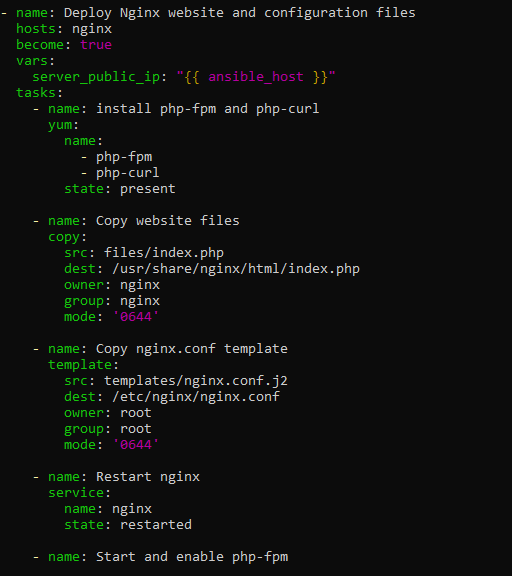 - name: Deploy Nginx website and configuration files
  hosts: nginx
  become: true
  vars:
    server_public_ip: "{{ ansible_host }}"
  tasks:
    - name: install php-fpm and php-curl
      yum:
        name:
          - php-fpm
          - php-curl
        state: present

    - name: Copy website files
      copy:
        src: files/index.php
        dest: /usr/share/nginx/html/index.php
        owner: nginx
        group: nginx
        mode: '0644'

    - name: Copy nginx.conf template
      template:
        src: templates/nginx.conf.j2
        dest: /etc/nginx/nginx.conf
        owner: root
        group: root
        mode: '0644'

    - name: Restart nginx
      service:
        name: nginx
        state: restarted

    - name: Start and enable php-fpm